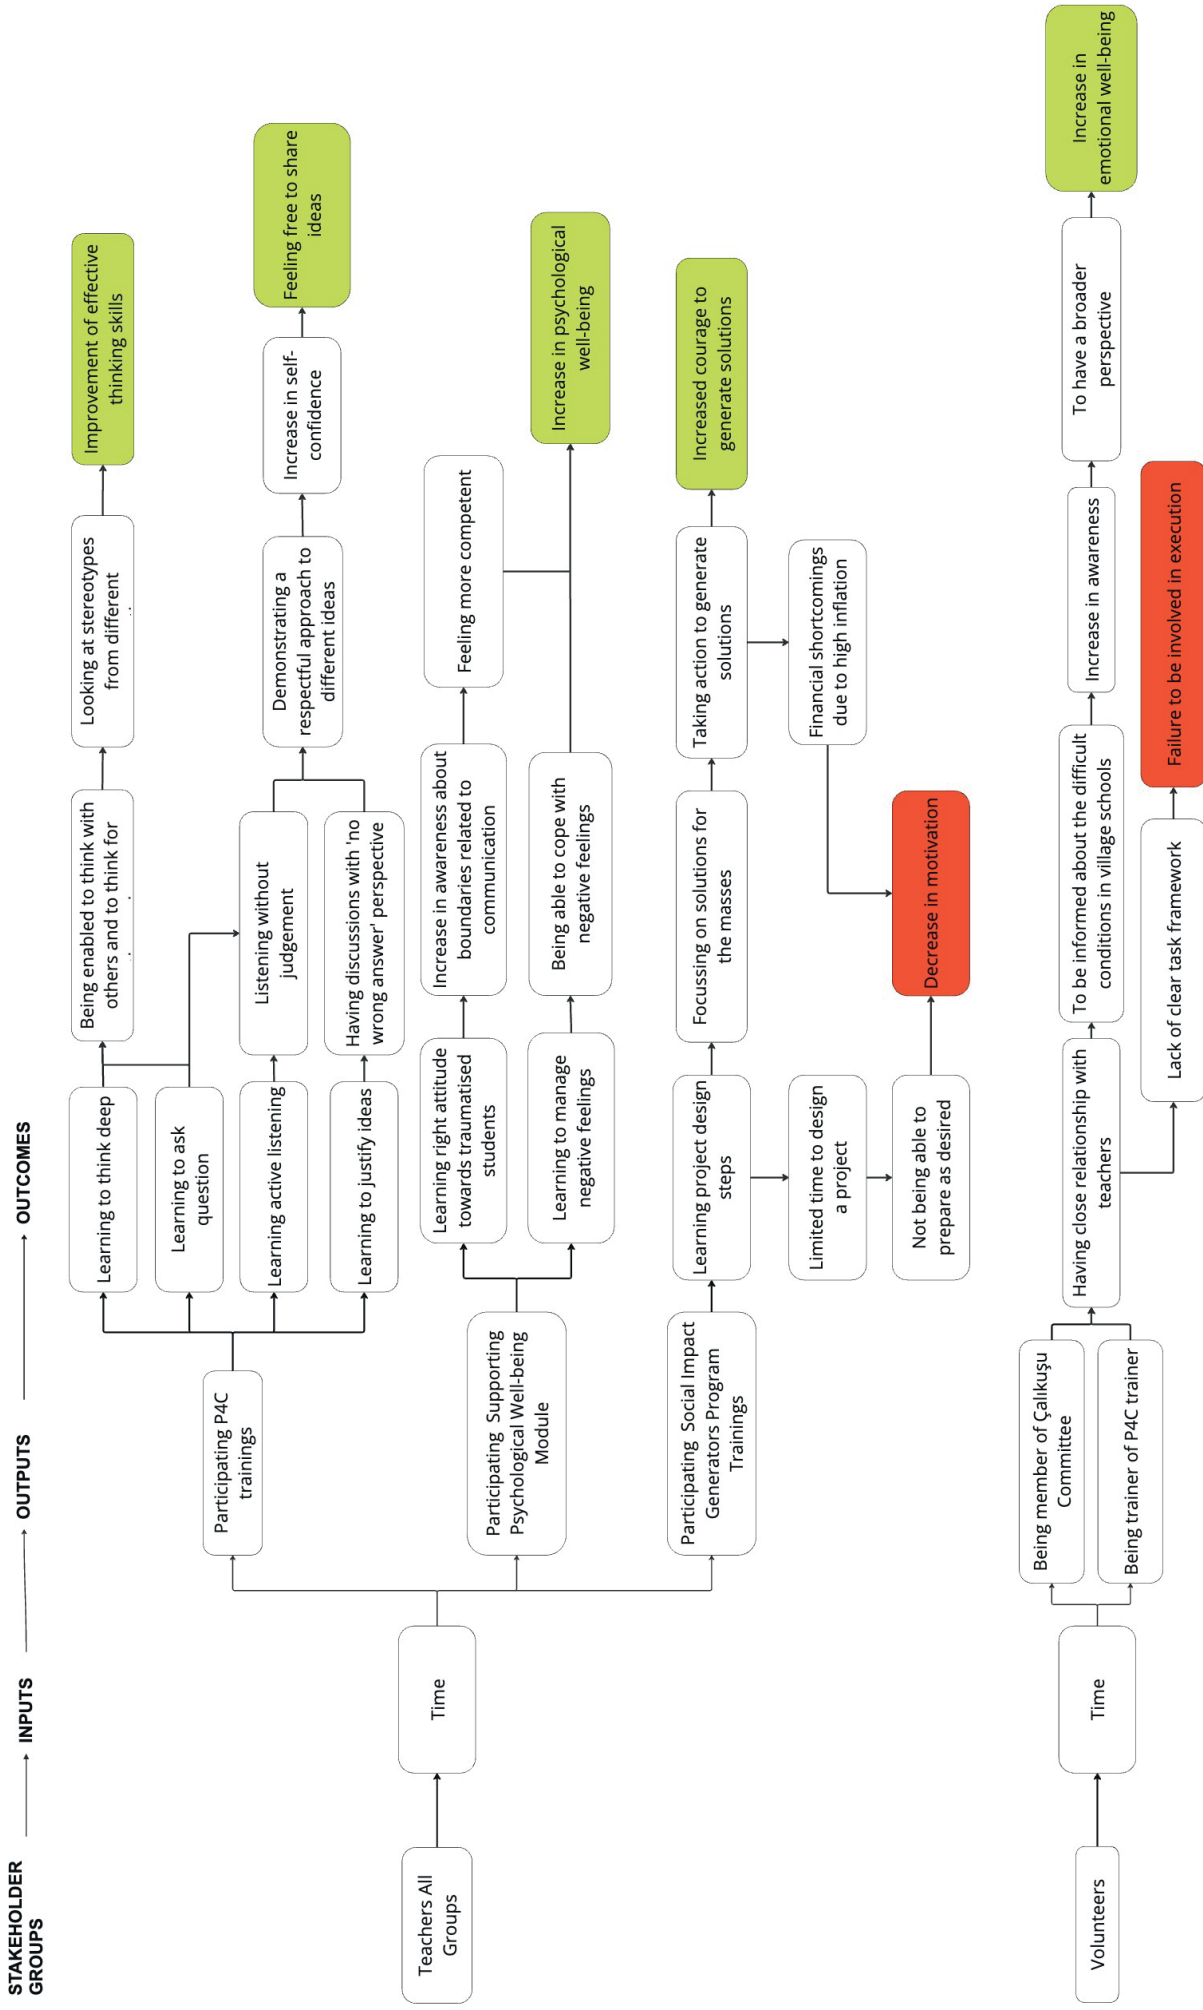 STAKEHOLDER
GROUPS
INPUTS
OUTPUTS
OUTCOMES
Teachers All
Groups
Time
Participating P4C
trainings
Learning to think deep
Being enabled to think with
others and to think for
Looking at stereotypes
from different
Improvement of effective
thinking skills
Learning to ask
question
Learning active listening
Listening without
judgement
Learning to justify ideas
Having discussions with 'no
wrong answer' perspective
Demonstrating a
respectful approach to
different ideas
Increase in self-
confidence
Feeling free to share
ideas
Participating Supporting
Psychological Well-being
Module
Learning right attitude
towards traumatised
students
Increase in awareness about
boundaries related to
communication
Feeling more competent
Learning to manage
negative feelings
Being able to cope with
negative feelings
Increase in psychological
well-being
Participating Social Impact
Generators Program
Trainings
Learning project design
steps
Focussing on solutions for
the masses
Taking action to generate
solutions
Increased courage to
generate solutions
Limited time to design
a project
Financial shortcomings
due to high inflation
Not being able to
prepare as desired
Decrease in motivation
Volunteers
Time
Being member of Çalıkuşu
Committee
Being trainer of P4C trainer
Having close relationship with
teachers
To be informed about the difficult
conditions in village schools
Increase in awareness
To have a broader
perspective
Increase in
emotional well-being
Lack of clear task framework
Failure to be involved in execution